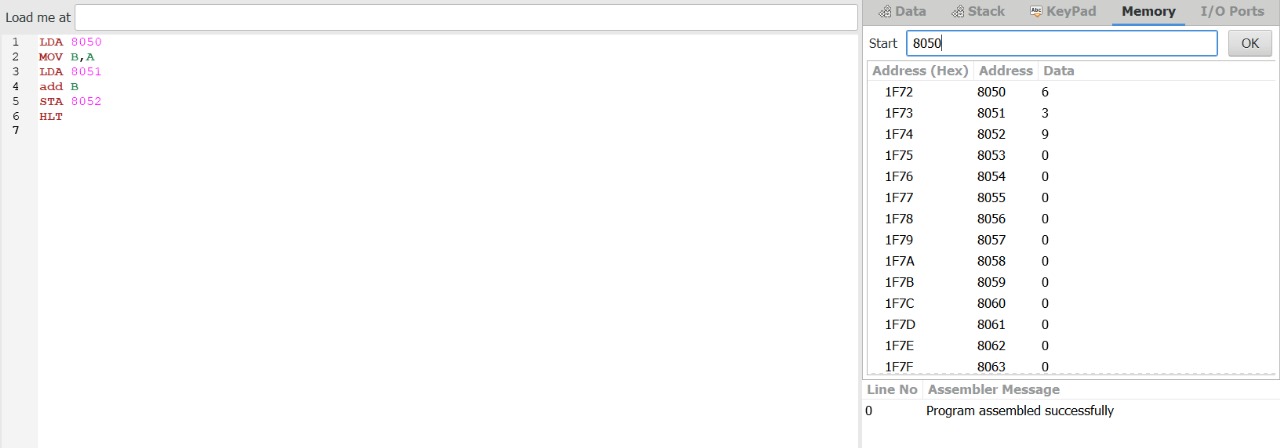 Load me at
1 LDA 8050
2 MOV B,A
3 LDA 8051
4 add B
5 STA 8052
6 HLT
7
Data Stack Abc KeyPad Memory I/O Ports
Start 8050 OK
Address (Hex) Address Data
1F72 8050 6
1F73 8051 3
1F74 8052 9
1F75 8053 0
1F76 8054 0
1F77 8055 0
1F78 8056 0
1F79 8057 0
1F7A 8058 0
1F7B 8059 0
1F7C 8060 0
1F7D 8061 0
1F7E 8062 0
1F7F 8063 0
Line No Assembler Message
0 Program assembled successfully